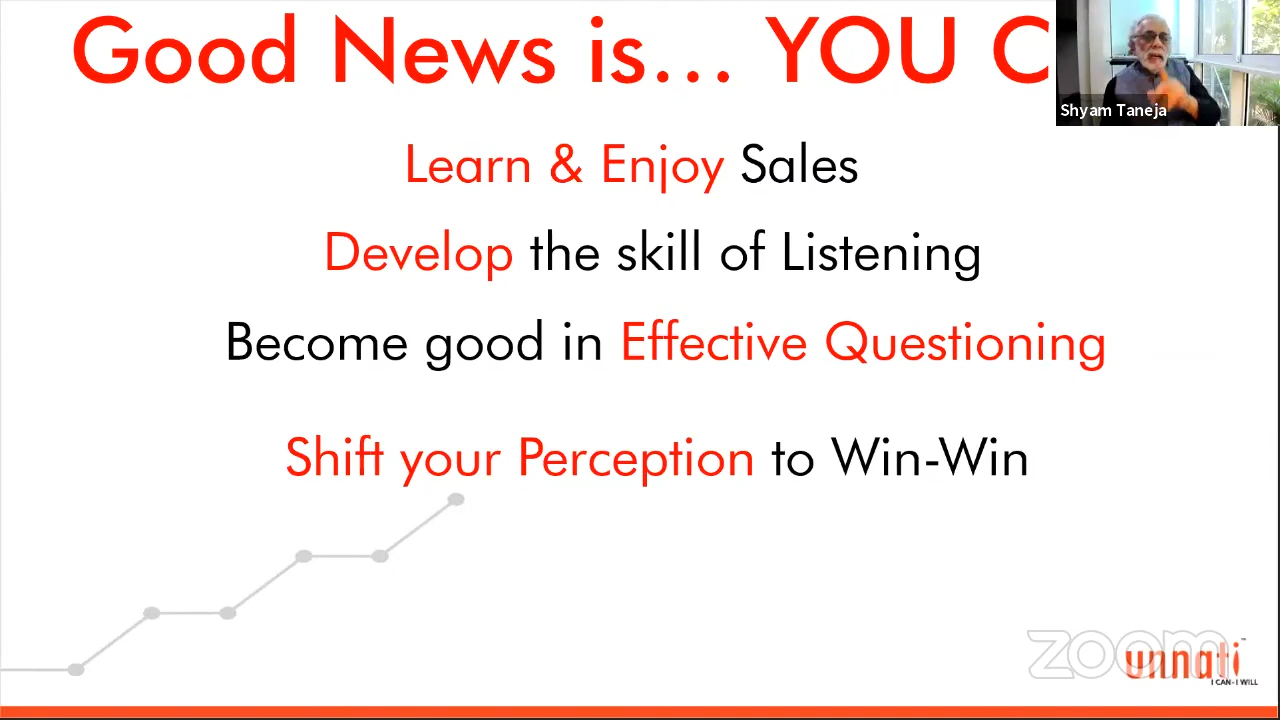 Good News is... YOU C
Shyam Taneja
Learn & Enjoy Sales
Develop the skill of Listening
Become good in Effective Questioning
Shift your Perception to Win-Win
zoom
unnati
I CAN-I WILL